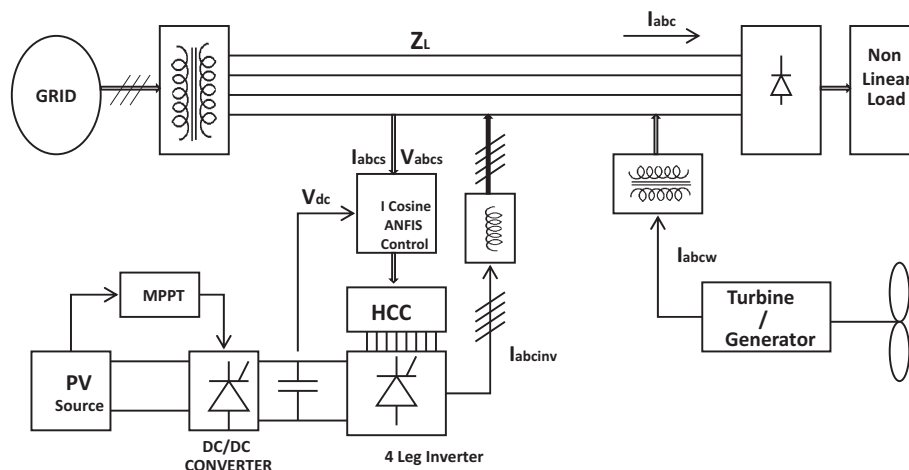 GRID
ZL
Iabc
Non
Linear
Load
Iabcs
Vabcs
Vdc
I Cosine
ANFIS
Control
Iabcw
MPPT
HCC
Turbine
/
Generator
Iabcinv
PV
Source
DC/DC
CONVERTER
4 Leg Inverter